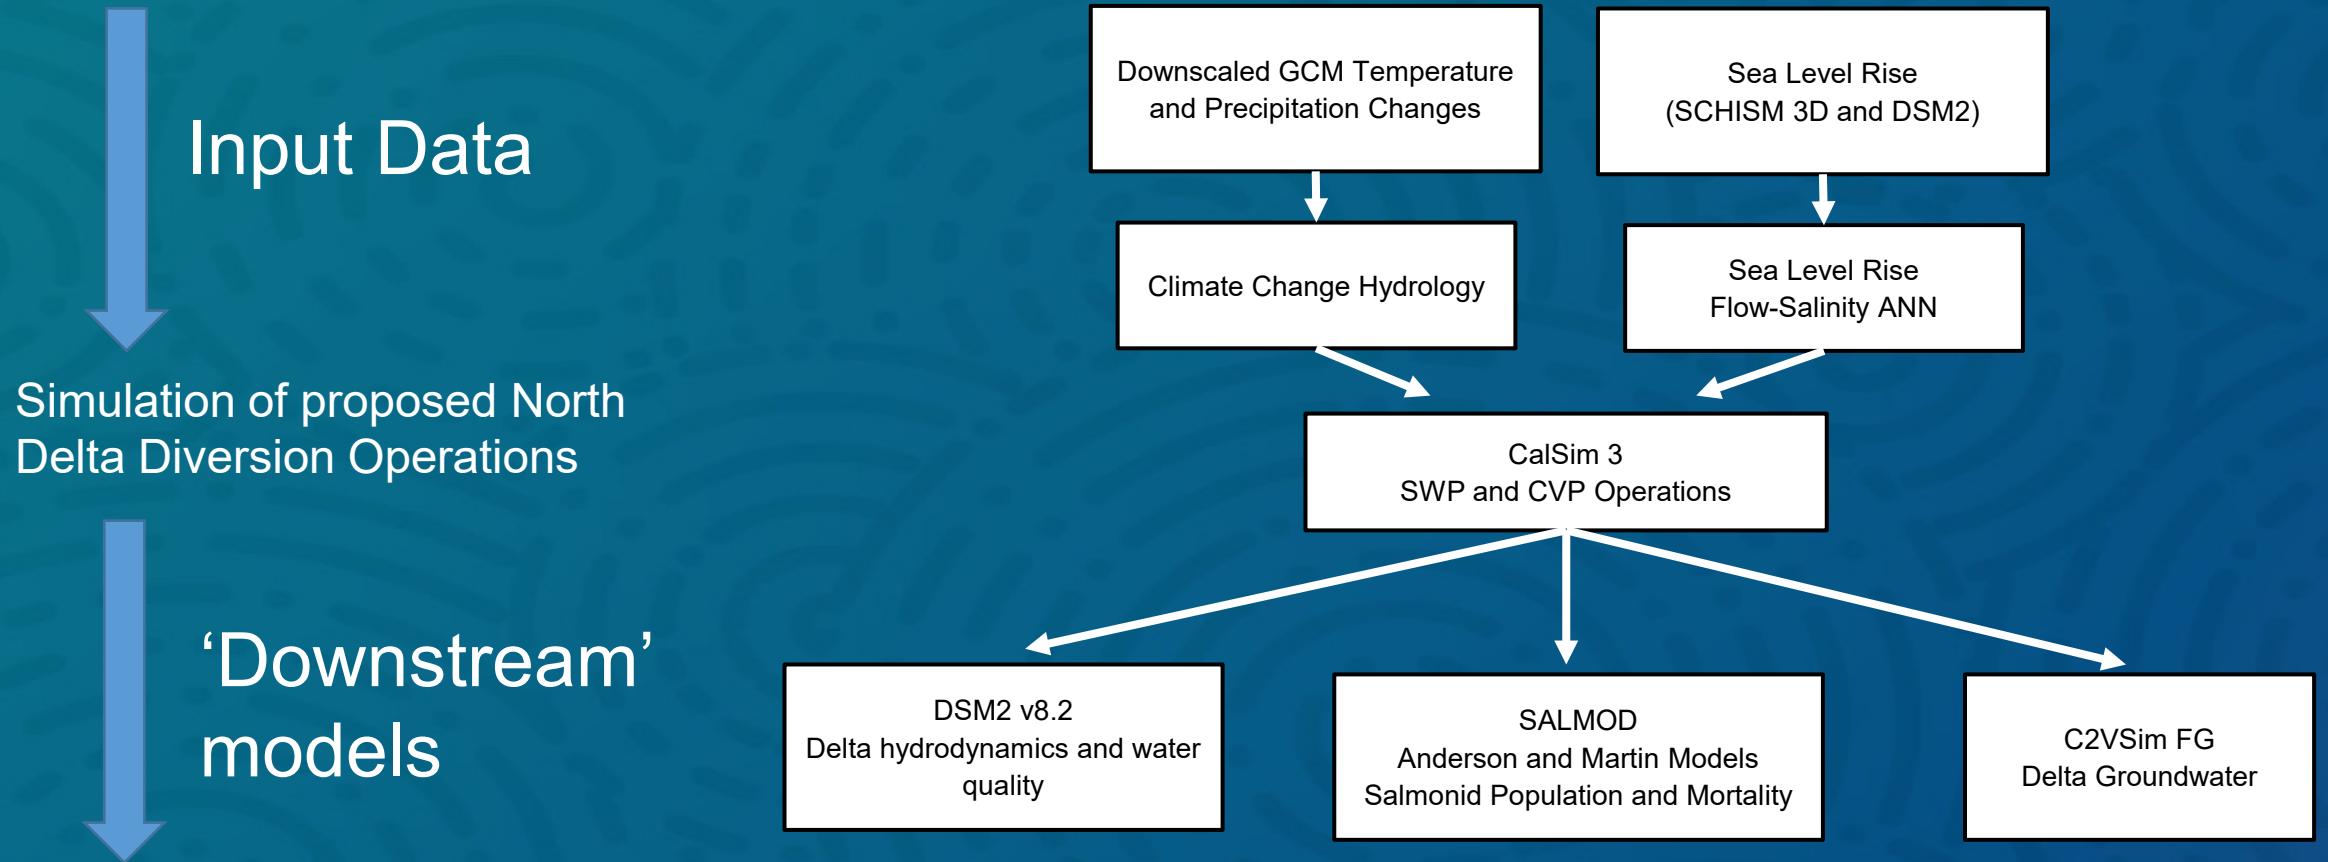 Input Data
Downscaled GCM Temperature
and Precipitation Changes
Sea Level Rise
(SCHISM 3D and DSM2)
Climate Change Hydrology
Sea Level Rise
Flow-Salinity ANN
Simulation of proposed North
Delta Diversion Operations
CalSim 3
SWP and CVP Operations
‘Downstream’
models
DSM2 v8.2
Delta hydrodynamics and water
quality
SALMOD
Anderson and Martin Models
Salmonid Population and Mortality
C2VSim FG
Delta Groundwater